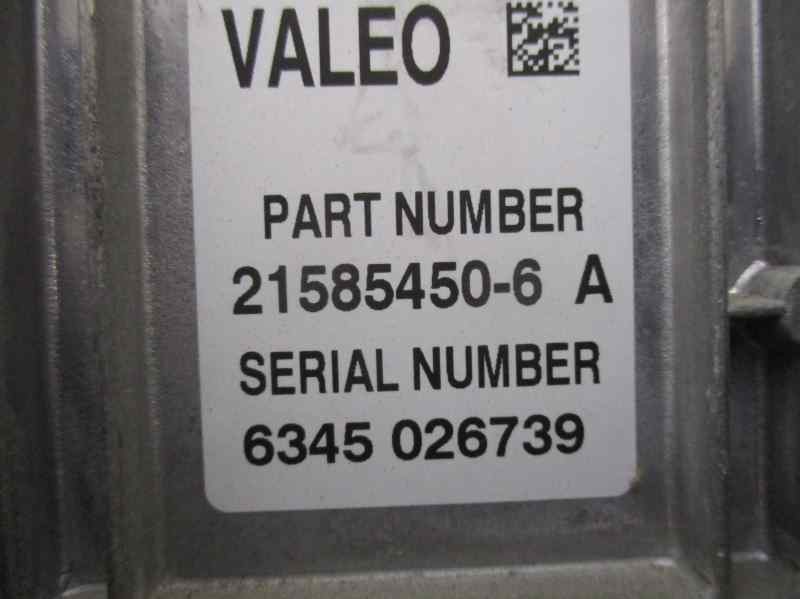 VALEO
PART NUMBER
21585450-6 A
SERIAL NUMBER
6345 026739